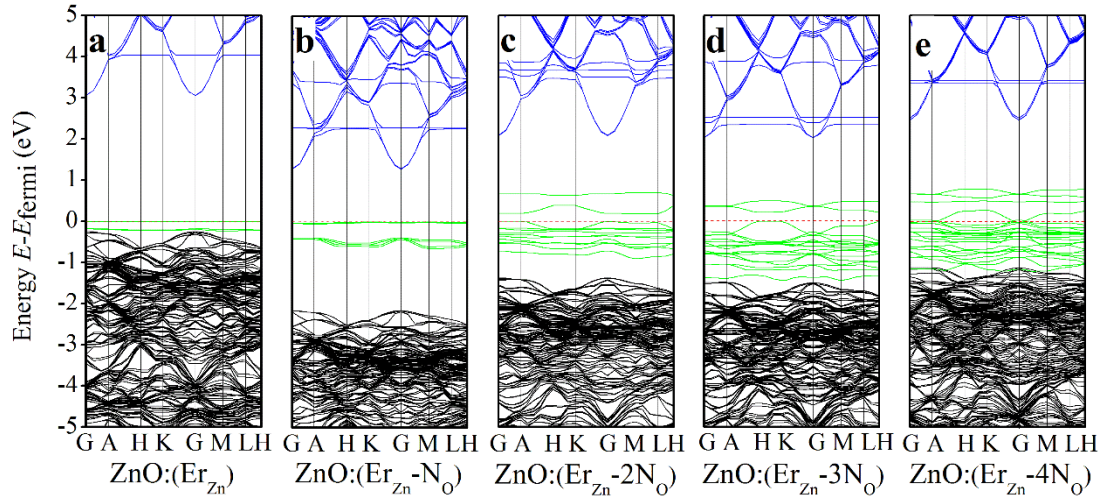 a b c d e
5
4
3
2
1
0
-1
-2
-3
-4
-5
Energy E-Efermi (eV)
G A H K G M LH
G A H K G M LH
G A H K G M LH
G A H K G M LH
G A H K G M LH
ZnO:(ErZn)
ZnO:(ErZn-NO)
ZnO:(ErZn-2NO)
ZnO:(ErZn-3NO)
ZnO:(ErZn-4NO)